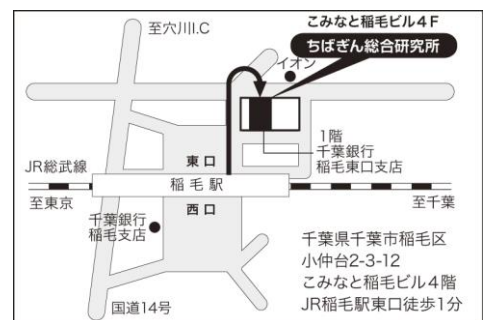 至穴川I.C
こみなと稲毛ビル4F
ちばぎん総合研究所
イオン
1階
千葉銀行
稲毛東口支店
東口
JR総武線
稲毛駅
至東京
至千葉
西口
千葉銀行
稲毛支店
国道14号
千葉県千葉市稲毛区
小仲台2-3-12
こみなと稲毛ビル4階
JR稲毛駅東口徒歩1分